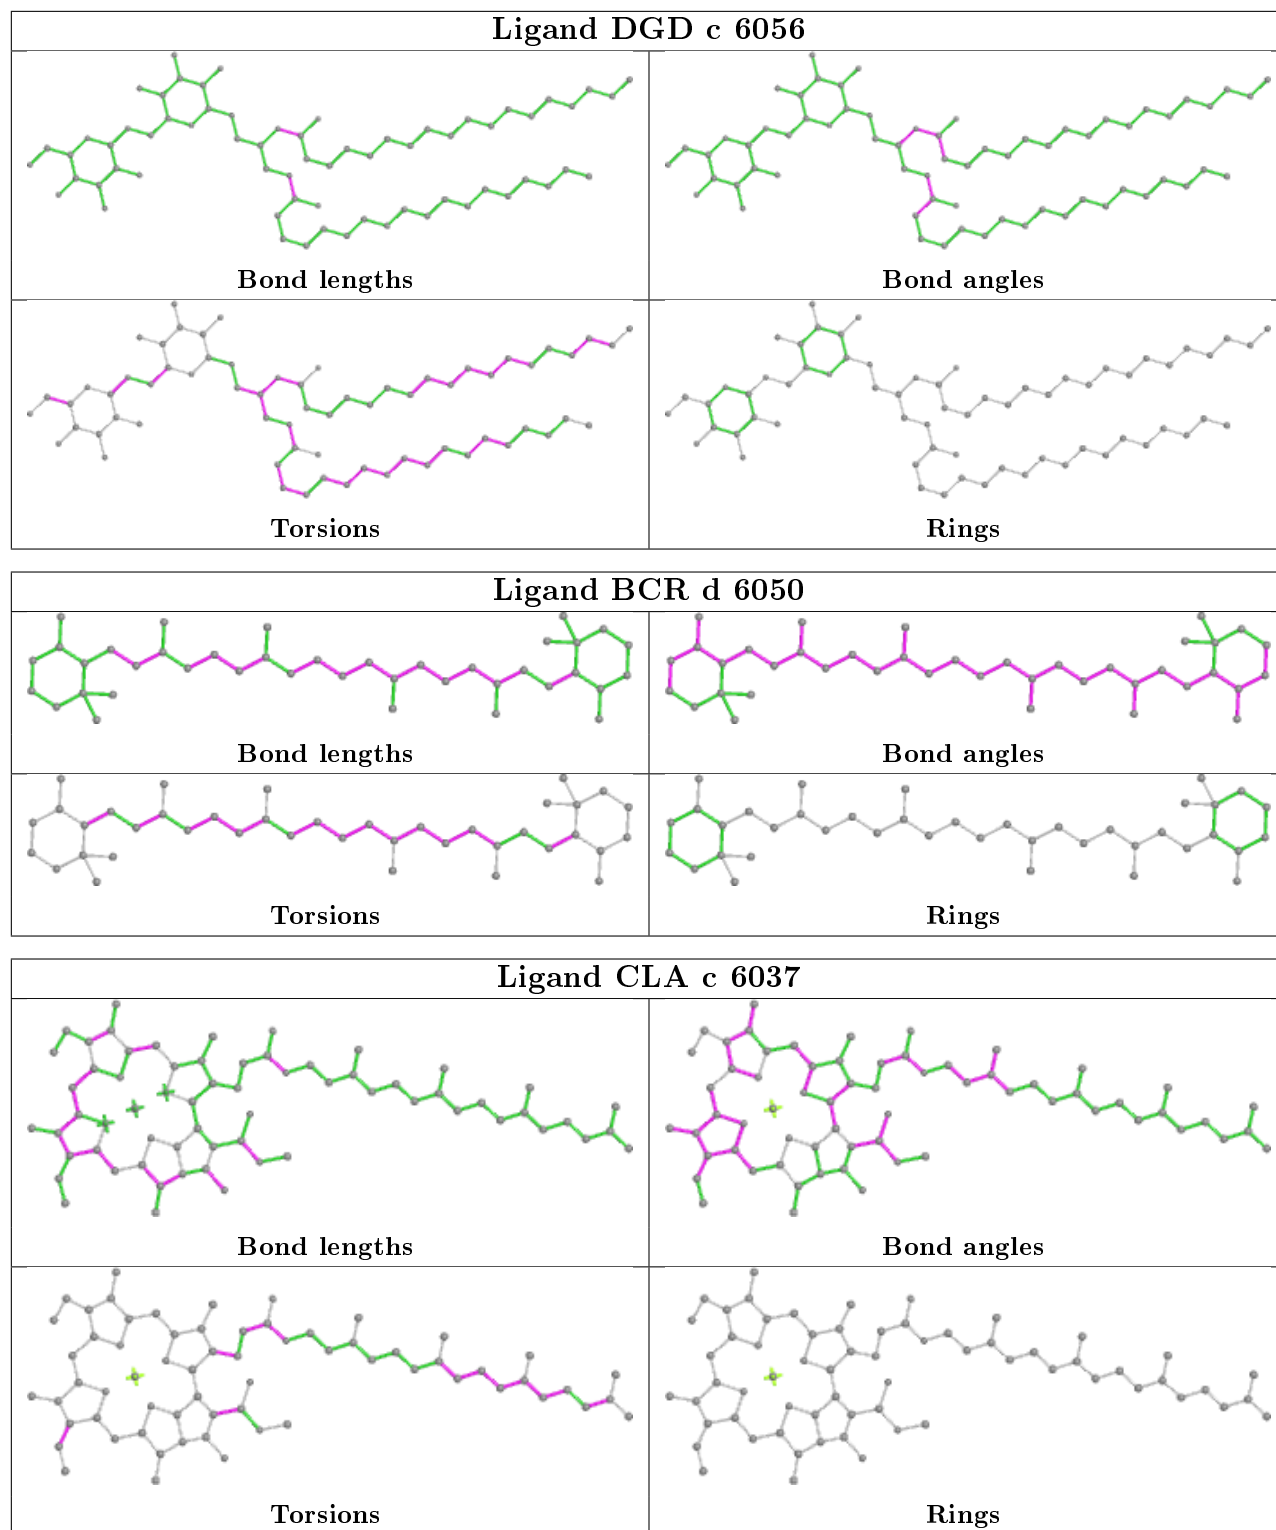 Ligand DGD c 6056
Bond lengths
Bond angles
Torsions
Rings
Ligand BCR d 6050
Bond lengths
Bond angles
Torsions
Rings
Ligand CLA c 6037
Bond lengths
Bond angles
Torsions
Rings